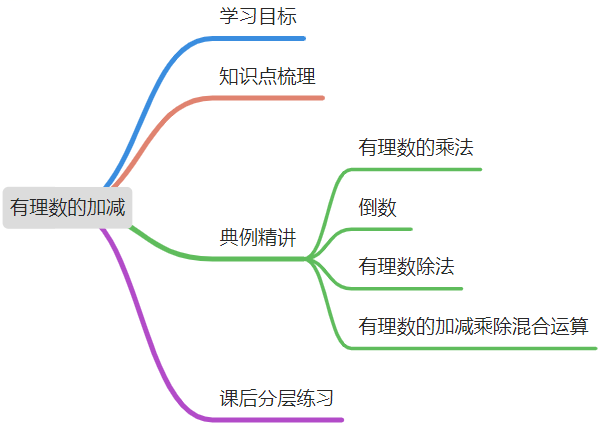 学习目标
知识点梳理
有理数的加减
典例精讲
有理数的乘法
倒数
有理数除法
有理数的加减乘除混合运算
课后分层练习